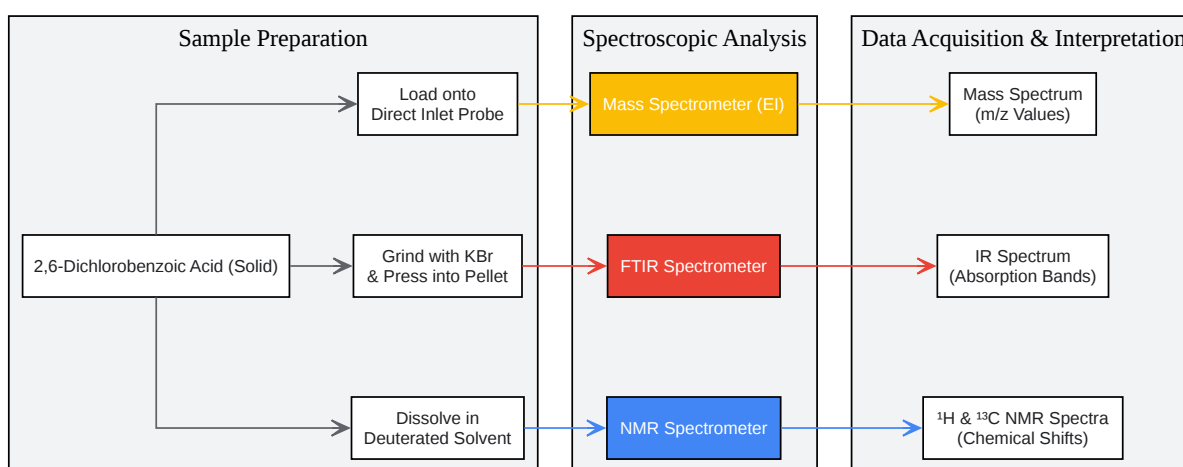 Sample Preparation
Spectroscopic Analysis
Data Acquisition & Interpretation
Load onto
Direct Inlet Probe
Mass Spectrometer (EI)
Mass Spectrum
(m/z Values)
2,6-Dichlorobenzoic Acid (Solid)
Grind with KBr
& Press into Pellet
FTIR Spectrometer
IR Spectrum
(Absorption Bands)
Dissolve in
Deuterated Solvent
NMR Spectrometer
¹H & ¹³C NMR Spectra
(Chemical Shifts)